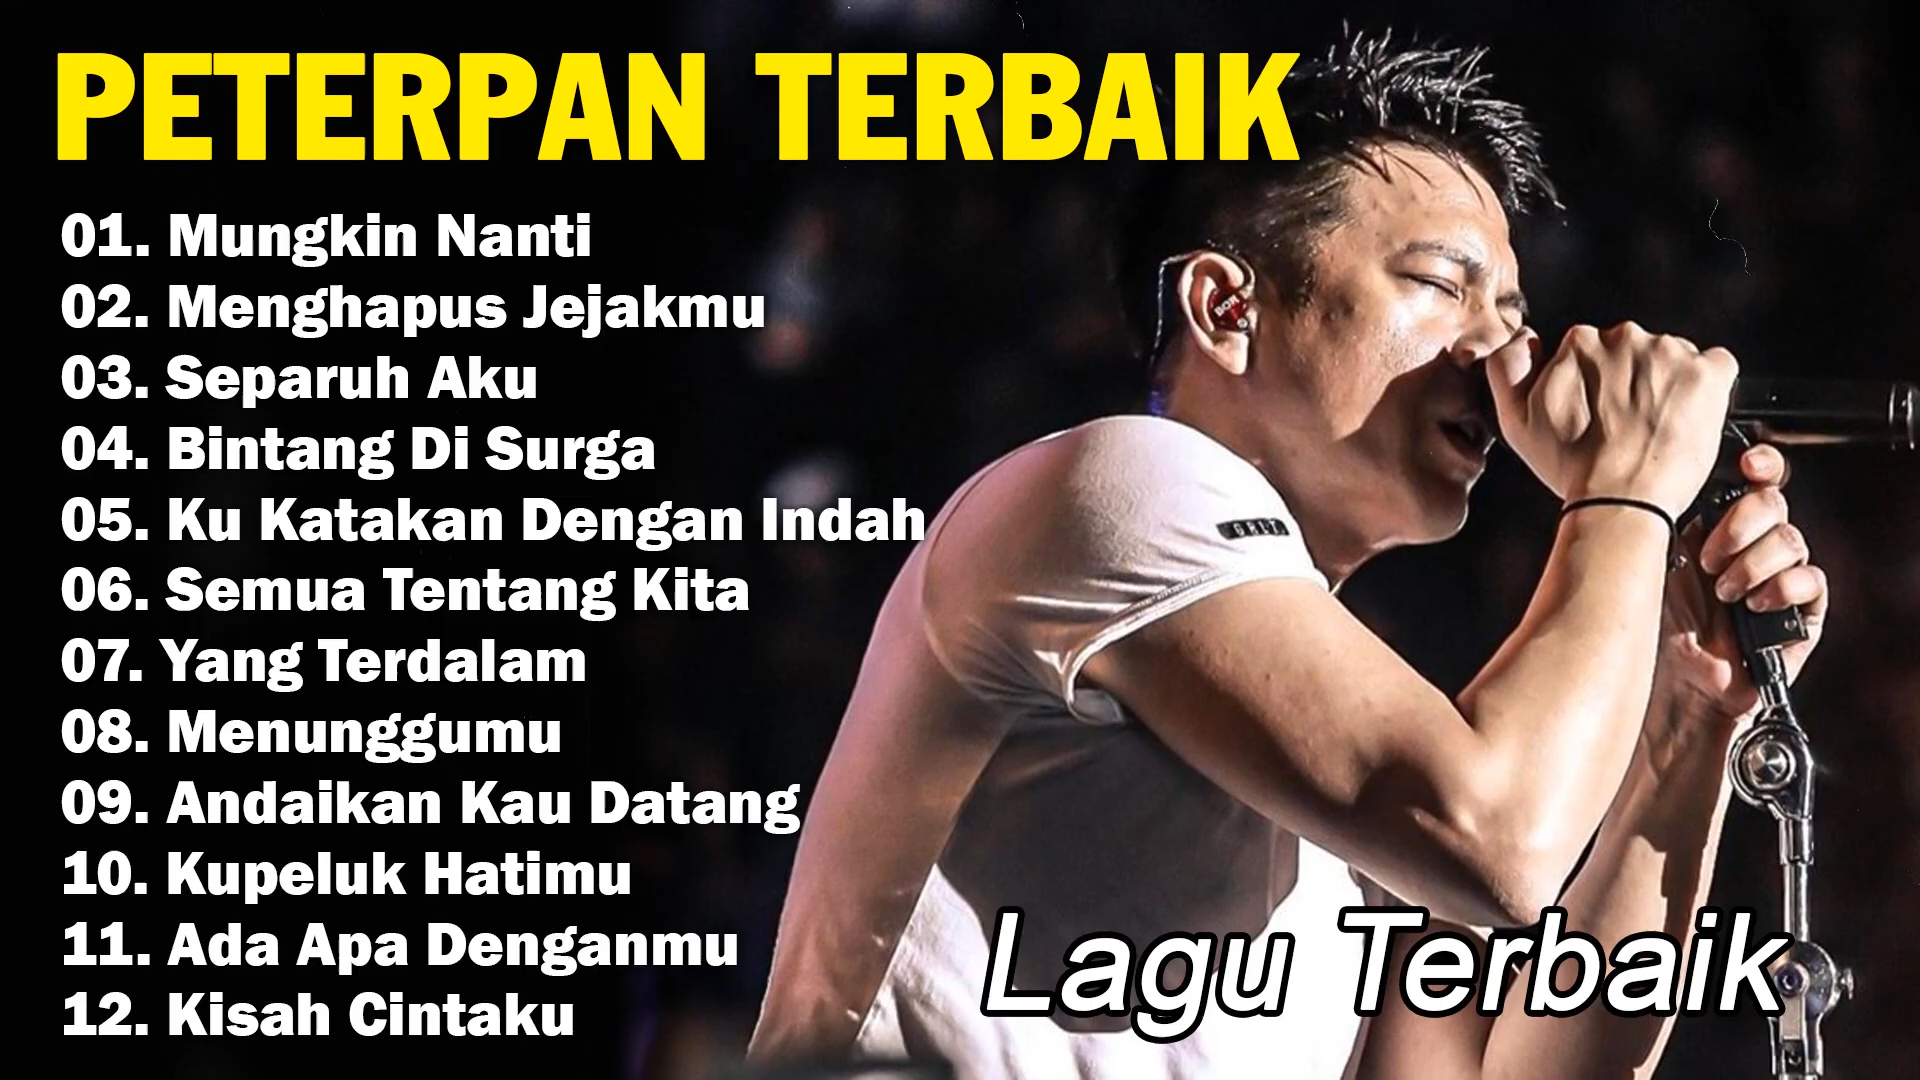 PETERPAN TERBAIK
01. Mungkin Nanti
02. Menghapus Jejakmu
03. Separuh Aku
04. Bintang Di Surga
05. Ku Katakan Dengan Indah
06. Semua Tentang Kita
07. Yang Terdalam
08. Menunggumu
09. Andaikan Kau Datang
10. Kupeluk Hatimu
11. Ada Apa Denganmu
12. Kisah Cintaku
Lagu Terbaik